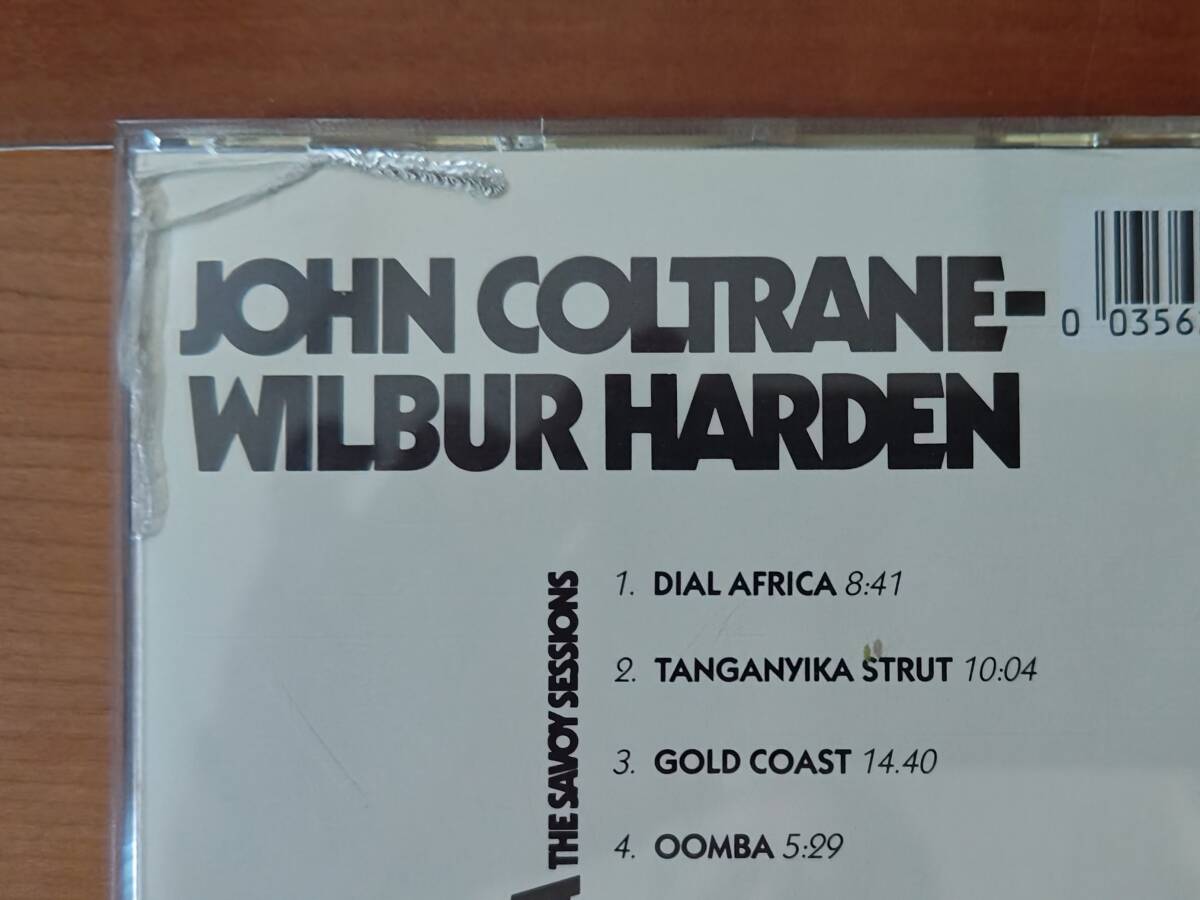 JOHN COLTRANE-
WILBUR HARDEN
0 0356
THE SAVOY SESSIONS
1. DIAL AFRICA 8:41
2. TANGANYIKA STRUT 10:04
3. GOLD COAST 14.40
4. OOMBA 5:29